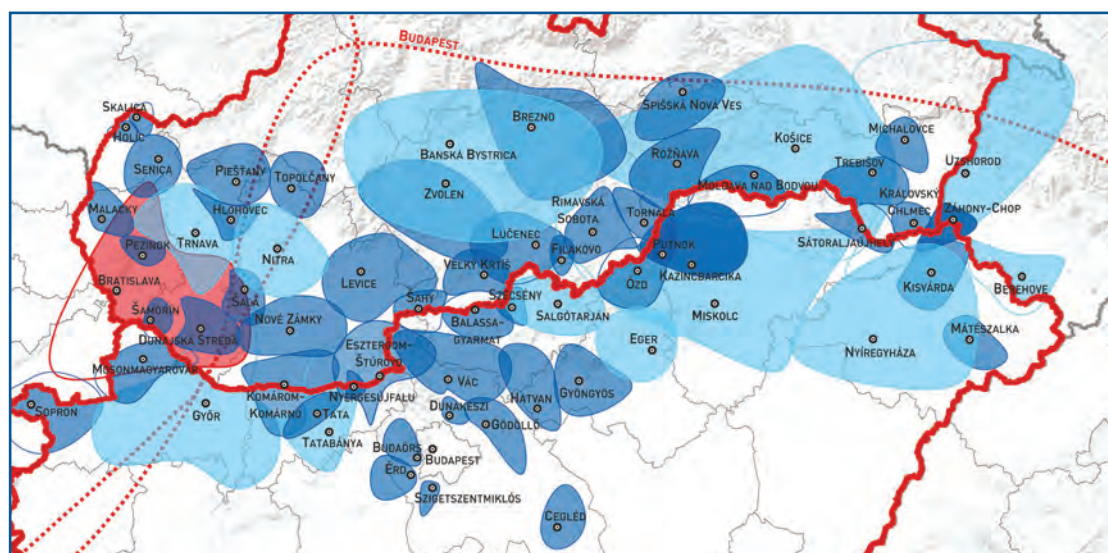 BUDAPEST
SKALICA
HOLÍČ
SPIŠSKÁ NOVÁ VES
BREZNO
MICHALOVCE
BANSKÁ BYSTRICA
KOŠICE
SENICA
PIEŠŤANY
TOPOĽČANY
ROŽŇAVA
TREBIŠOV
UZSHOROD
ZVOLEN
MOLDAVA NAD BODVOU
MALACKY
HLOHOVEC
RIMAVSKÁ
SOBOTA
TORNAĽA
KRÁĽOVSKÝ
CHLMEC
ZÁHONY-CHOP
TRNAVA
LUČENEC
SÁTORALJAÚJHELY
PEZINOK
NITRA
FIĽAKOVO
PUTNOK
VEĽKÝ KRTÍŠ
KAZINCBARCIKA
BRATISLAVA
LEVICE
ÓZD
KISVÁRDA
BEREHOVE
ŠAĽA
ŠAHY
SZÉCSÉNY
ŠAMORÍN
SALGÓTARJÁN
MISKOLC
DUNAJSKÁ STREDA
NOVÉ ZÁMKY
BALASSA-
GYARMAT
MÁTÉSZALKA
ESZTERGOM-
ŠTÚROVO
EGER
NYÍREGYHÁZA
MOSONMAGYARÓVÁR
VÁC
GYÖNGYÖS
SOPRON
GYŐR
KOMÁROM-
KOMÁRNO
NYERGESÚJFALU
HATVAN
TATA
DUNAKESZI
GÖDÖLLŐ
TATABÁNYA
BUDAÖRS
BUDAPEST
ÉRD
SZIGETSZENTMIKLÓS
CEGLÉD